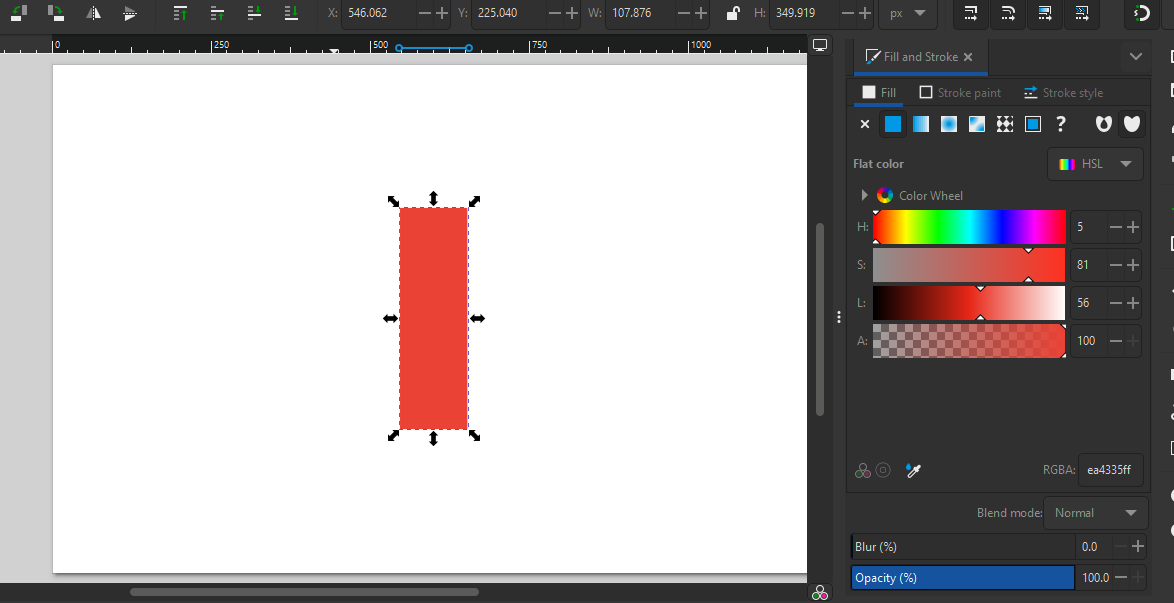 X: 546.062 Y: 225.040 W: 107.876 H: 349.919 px
0 250 500 750 1000
Fill and Stroke
Fill Stroke paint Stroke style
?
Flat color HSL
Color Wheel
H: 5
S: 81
L: 56
A: 100
RGBA: ea4335ff
Blend mode: Normal
Blur (%) 0.0
Opacity (%) 100.0